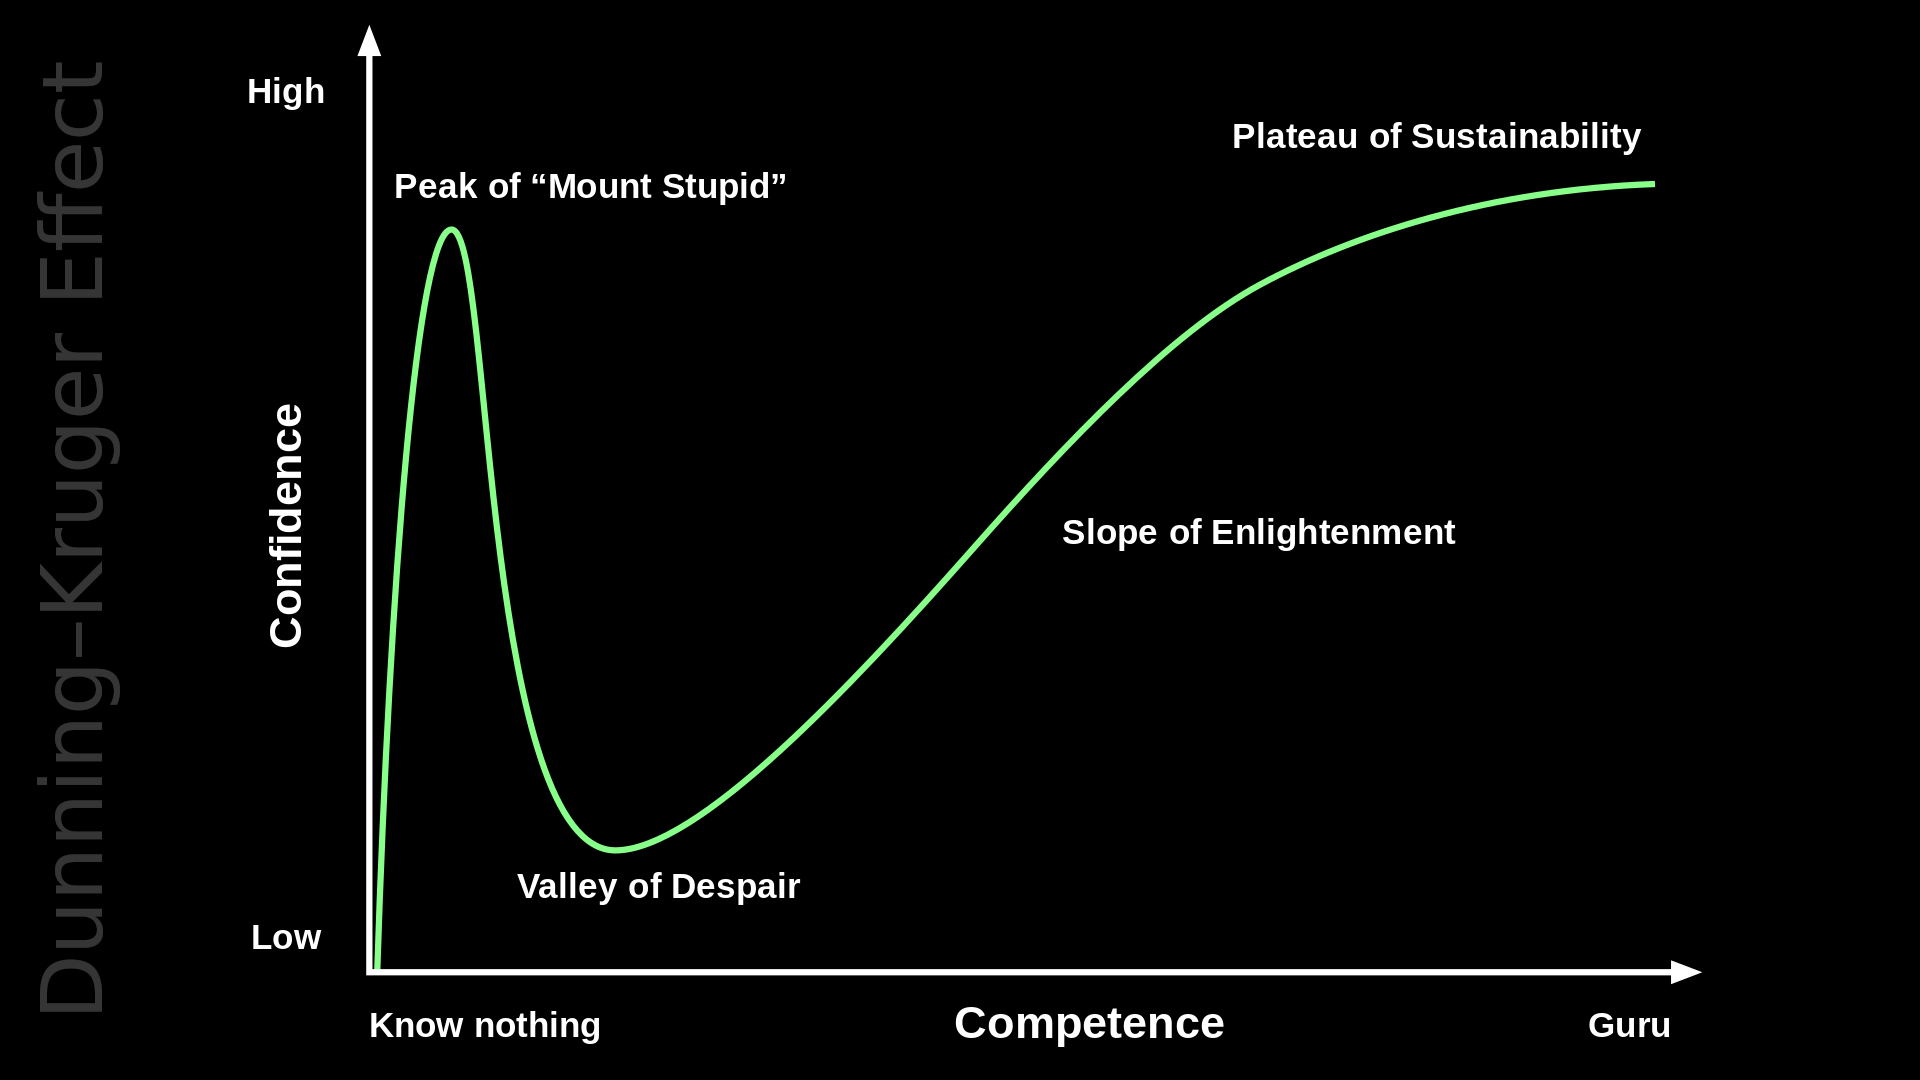 Dunning–Kruger Effect
High
Peak of “Mount Stupid”
Plateau of Sustainability
Confidence
Slope of Enlightenment
Valley of Despair
Low
Know nothing
Competence
Guru